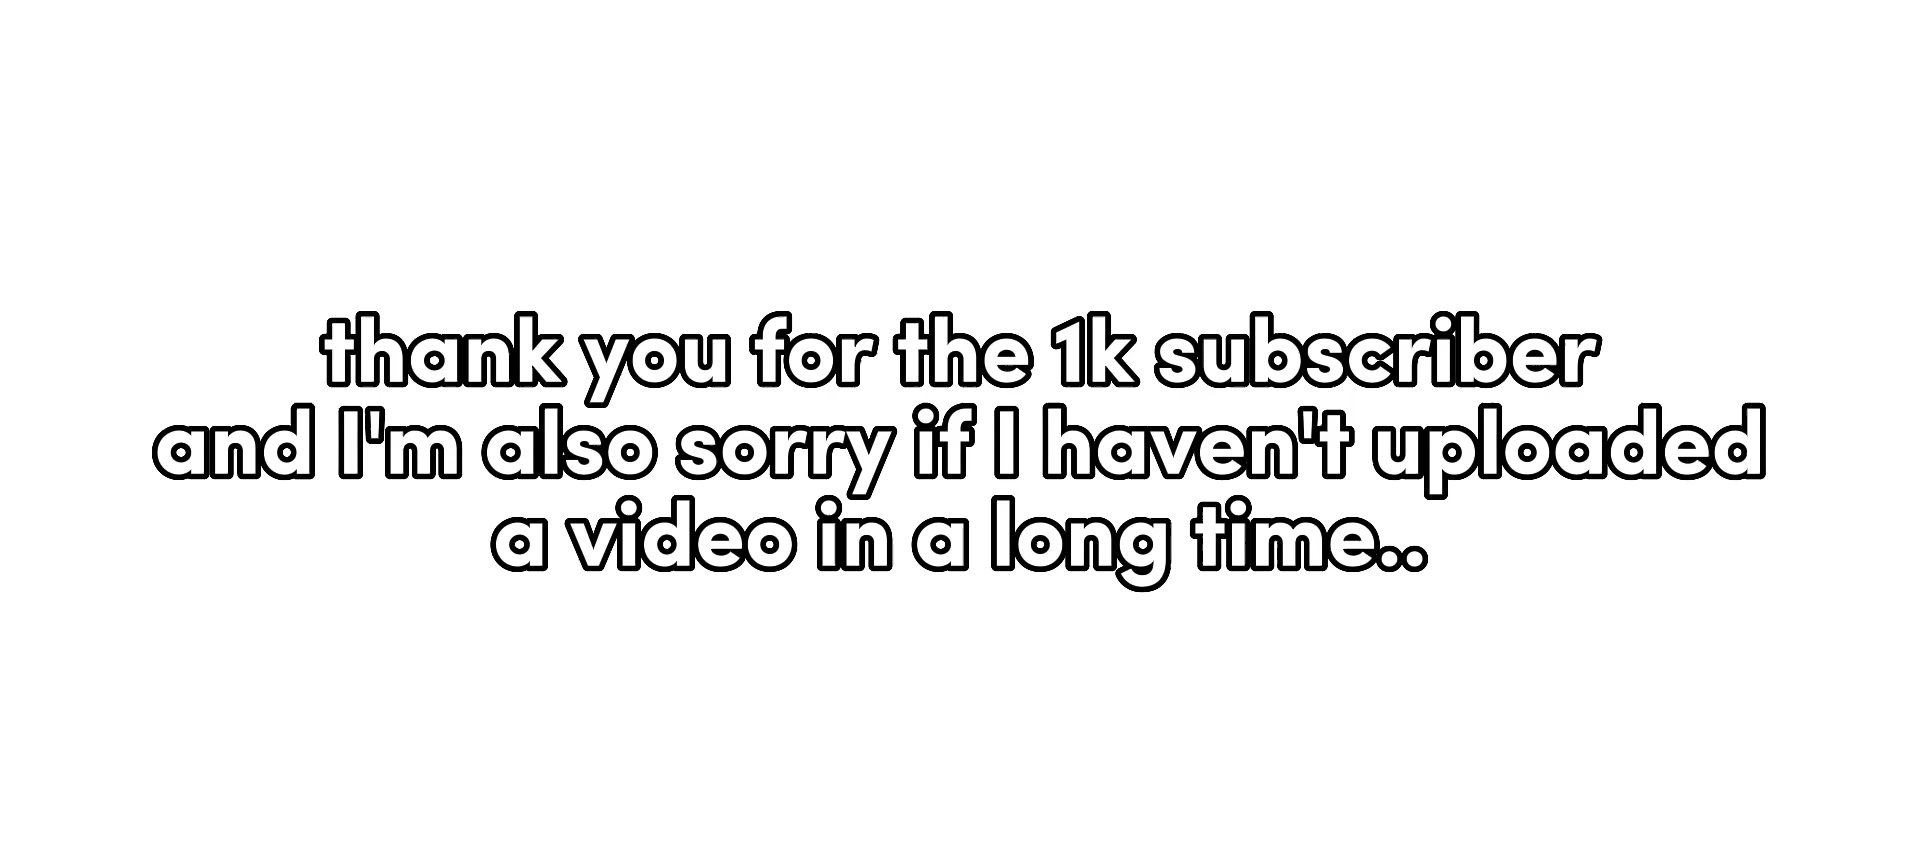 thank you for the 1k subscriber
and I'm also sorry if I haven't uploaded
a video in a long time..